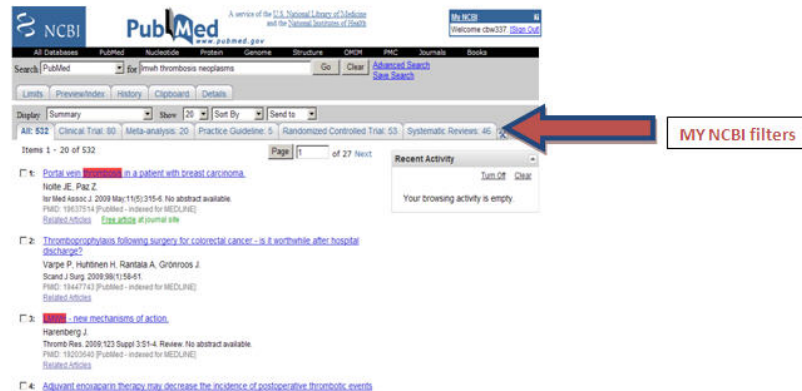 NCBI
PubMed
www.pubmed.gov
A service of the U.S. National Library of Medicine
and the National Institutes of Health
My NCBI
Welcome cbw337. [Sign Out]
All Databases PubMed Nucleotide Protein Genome Structure OMIM PMC Journals Books
Search PubMed for lmwh thrombosis neoplasms Go Clear Advanced Search
Save Search
Limits Preview/Index History Clipboard Details
Display Summary Show 20 Sort By Send to
All: 532 Clinical Trial: 80 Meta-analysis: 20 Practice Guideline: 5 Randomized Controlled Trial: 53 Systematic Reviews: 46
MY NCBI filters
Items 1 - 20 of 532 Page 1 of 27 Next
Recent Activity
Turn Off Clear
Your browsing activity is empty.
1: Portal vein thrombosis in a patient with breast carcinoma.
Nolte JE, Paz Z.
Isr Med Assoc J. 2009 May;11(5):315-6. No abstract available.
PMID: 19637514 [PubMed - indexed for MEDLINE]
Related Articles Free article at journal site
2: Thromboprophylaxis following surgery for colorectal cancer - is it worthwhile after hospital
discharge?
Varpe P, Huhtinen H, Rantala A, Grönroos J.
Scand J Surg. 2009;98(1):58-61.
PMID: 19447743 [PubMed - indexed for MEDLINE]
Related Articles
3: LMWH - new mechanisms of action.
Harenberg J.
Thromb Res. 2009;123 Suppl 3:S1-4. Review. No abstract available.
PMID: 19203640 [PubMed - indexed for MEDLINE]
Related Articles
4: Adjuvant enoxaparin therapy may decrease the incidence of postoperative thrombotic events